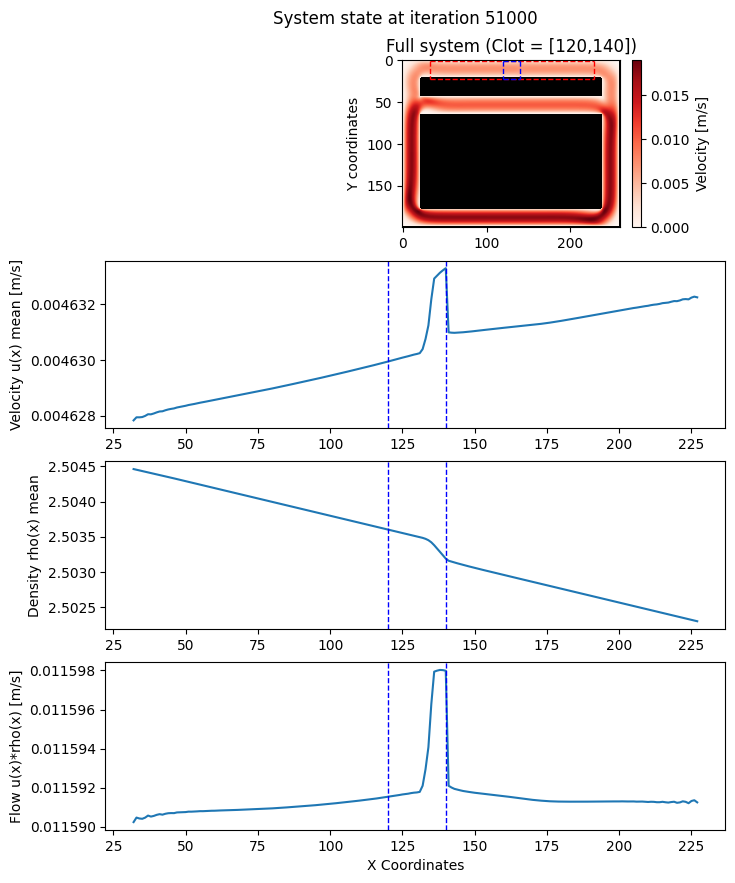 System state at iteration 51000
Full system (Clot = [120,140])
0
50
100
150
Y coordinates
0 100 200
0.015
0.010
0.005
0.000
Velocity [m/s]
0.004632
0.004630
0.004628
Velocity u(x) mean [m/s]
25 50 75 100 125 150 175 200 225
2.5045
2.5040
2.5035
2.5030
2.5025
Density rho(x) mean
25 50 75 100 125 150 175 200 225
0.011598
0.011596
0.011594
0.011592
0.011590
Flow u(x)*rho(x) [m/s]
25 50 75 100 125 150 175 200 225
X Coordinates